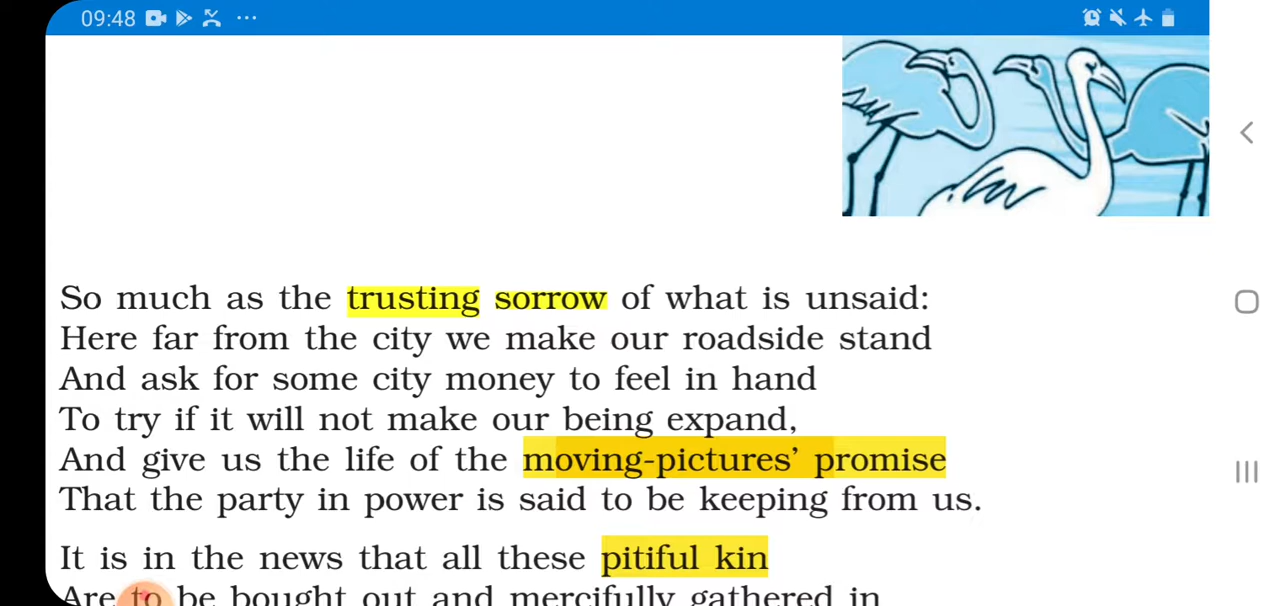 09:48
So much as the trusting sorrow of what is unsaid:
Here far from the city we make our roadside stand
And ask for some city money to feel in hand
To try if it will not make our being expand,
And give us the life of the moving-pictures’ promise
That the party in power is said to be keeping from us.
It is in the news that all these pitiful kin
Are to be bought out and mercifully gathered in